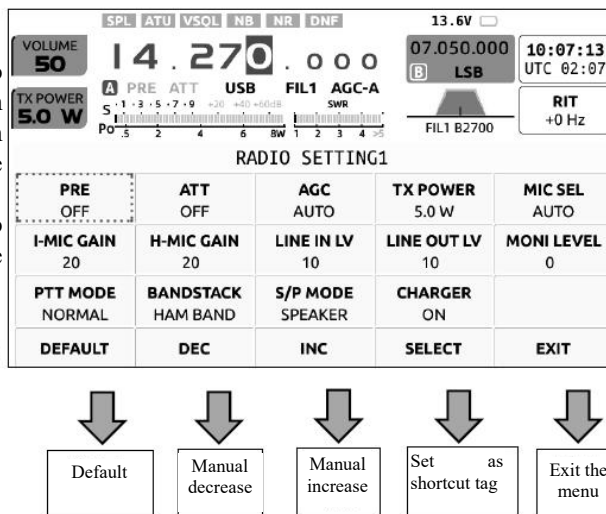 SPL ATU VSQL NB NR DNF 13.6V
VOLUME
50
14.270.000
07.050.000
B LSB
10:07:13
UTC 02:07
TX POWER
5.0 W
A PRE ATT USB FIL1 AGC-A
S ·1 ·3 ·5 ·7 ·9 +20 +40 +60dB SWR
Po .5 2 4 6 8W 1 2 3 4 >5
FIL1 B2700
RIT
+0 Hz
RADIO SETTING1
PRE ATT AGC TX POWER MIC SEL
OFF OFF AUTO 5.0 W AUTO
I-MIC GAIN H-MIC GAIN LINE IN LV LINE OUT LV MONI LEVEL
20 20 10 10 0
PTT MODE BANDSTACK S/P MODE CHARGER
NORMAL HAM BAND SPEAKER ON
DEFAULT DEC INC SELECT EXIT
Default
Manual
decrease
Manual
increase
Set as
shortcut tag
Exit the
menu